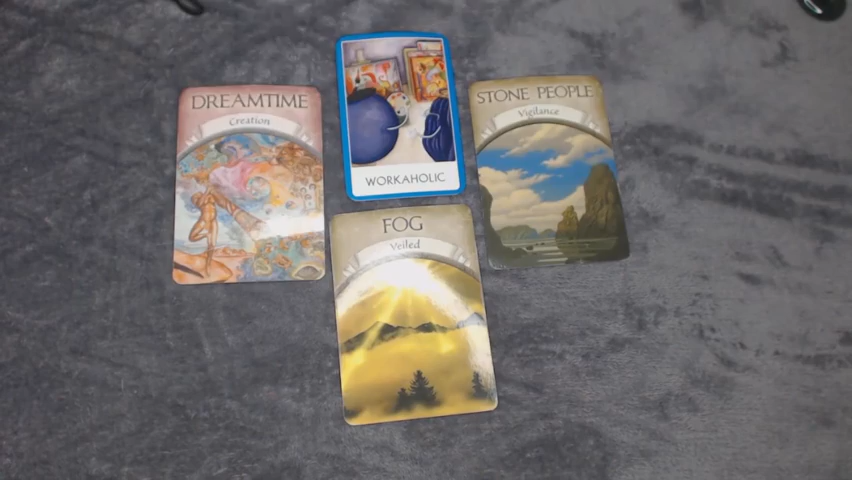 DREAMTIME
Creation
WORKAHOLIC
STONE PEOPLE
Vigilance
FOG
Veiled